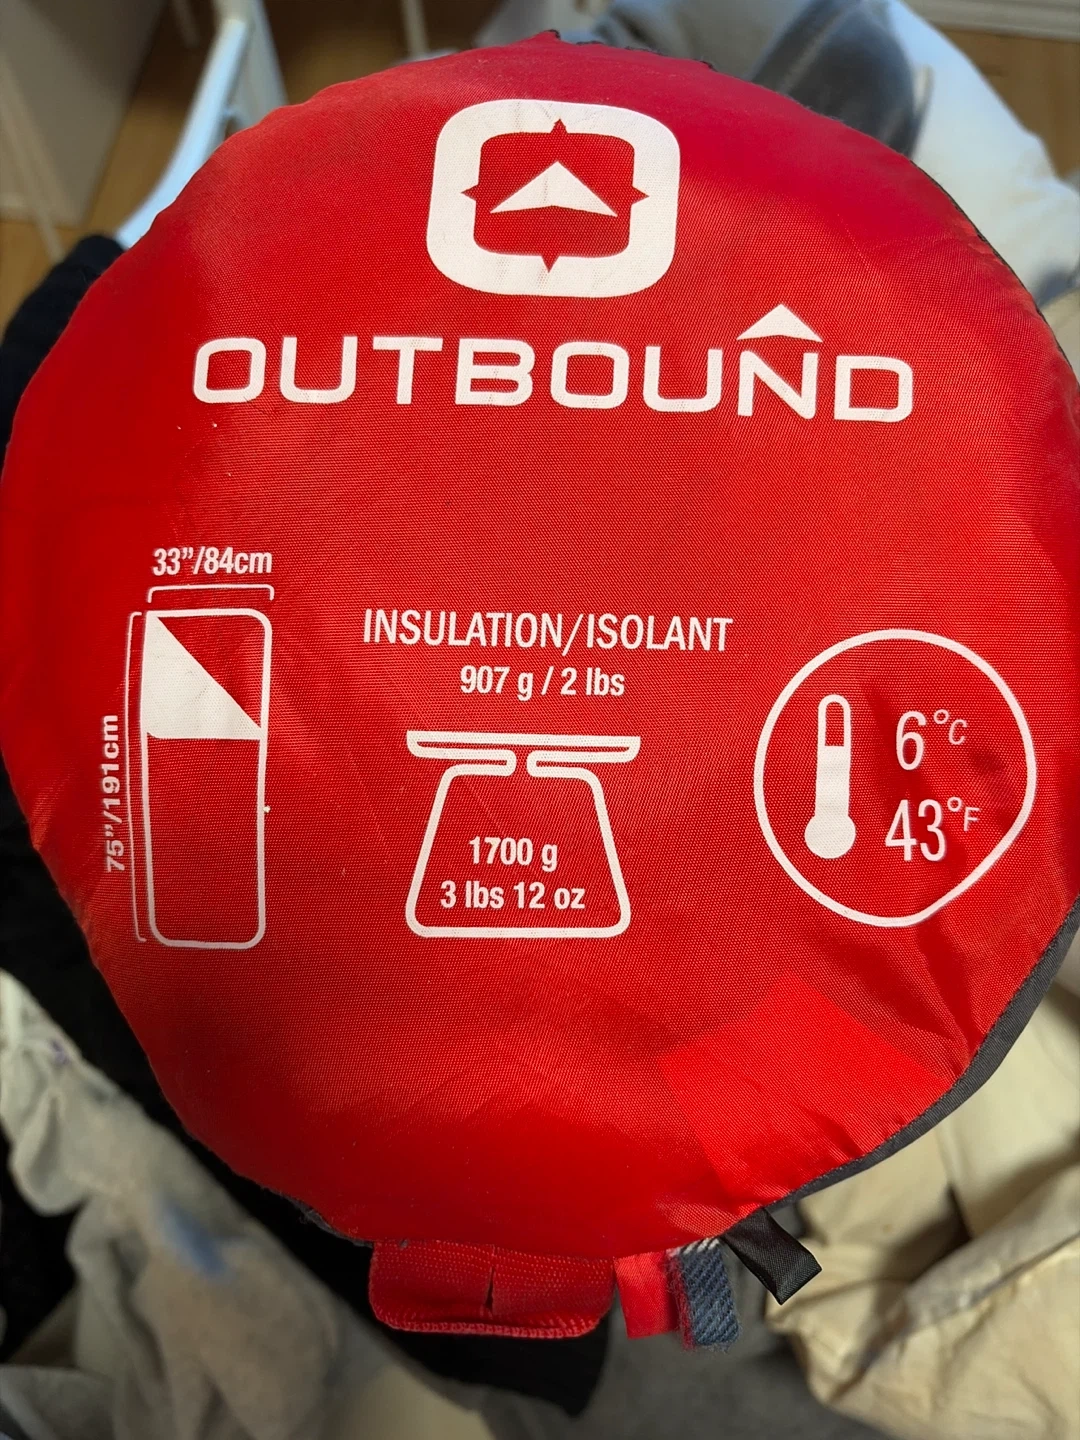 OUTBOUND
33”/84cm
75”/191cm
INSULATION/ISOLANT
907 g / 2 lbs
1700 g
3 lbs 12 oz
6°C
43°F